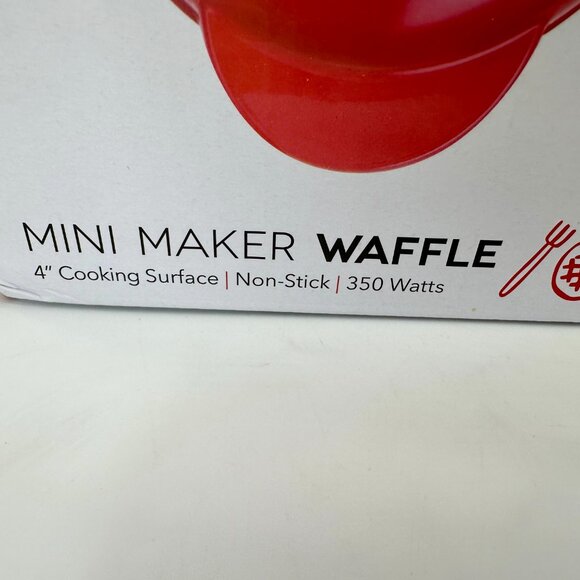 MINI MAKER WAFFLE
4" Cooking Surface | Non-Stick | 350 Watts